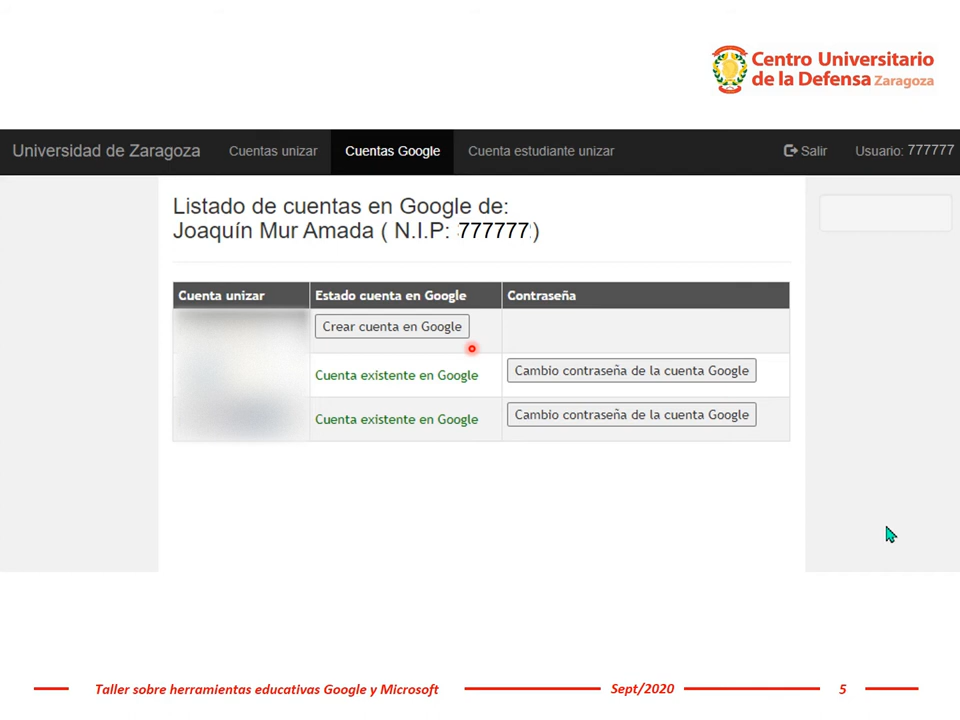 Centro Universitario
de la Defensa Zaragoza
Universidad de Zaragoza Cuentas unizar Cuentas Google Cuenta estudiante unizar Salir Usuario: 777777
Listado de cuentas en Google de:
Joaquín Mur Amada ( N.I.P: 777777 )
Cuenta unizar Estado cuenta en Google Contraseña
Crear cuenta en Google
Cuenta existente en Google Cambio contraseña de la cuenta Google
Cuenta existente en Google Cambio contraseña de la cuenta Google
Taller sobre herramientas educativas Google y Microsoft Sept/2020 5